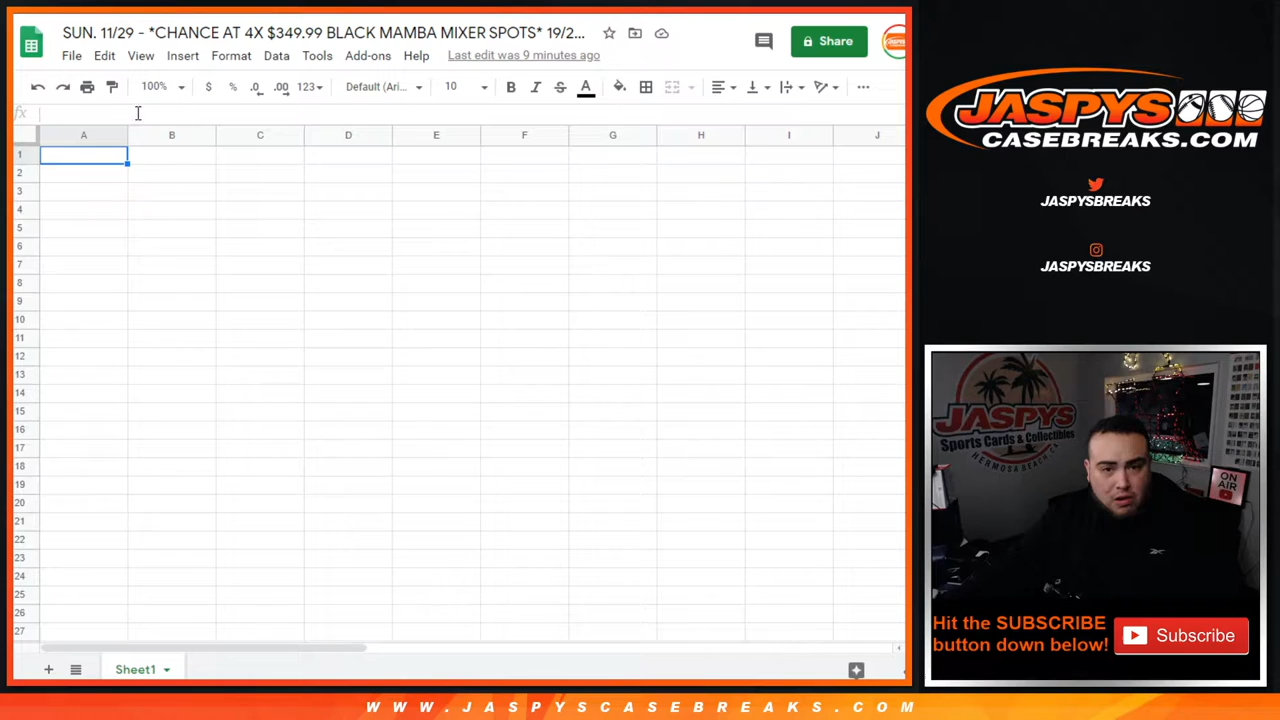 SUN. 11/29 - *CHANCE AT 4X $349.99 BLACK MAMBA MIXER SPOTS* 19/2...
File Edit View Insert Format Data Tools Add-ons Help Last edit was 9 minutes ago
Share
100% $ % .0 .00 123 Default (Ari... 10 B I S A
fx
A B C D E F G H I J
1
2
3
4
5
6
7
8
9
10
11
12
13
14
15
16
17
18
19
20
21
22
23
24
25
26
27
Sheet1
JASPYS
CASEBREAKS.COM
JASPYSBREAKS
JASPYSBREAKS
JASPYS
Sports Cards & Collectibles
HERMOSA BEACH, CA
ON
AIR
Hit the SUBSCRIBE
button down below!
Subscribe
WWW.JASPYSCASEBREAKS.COM